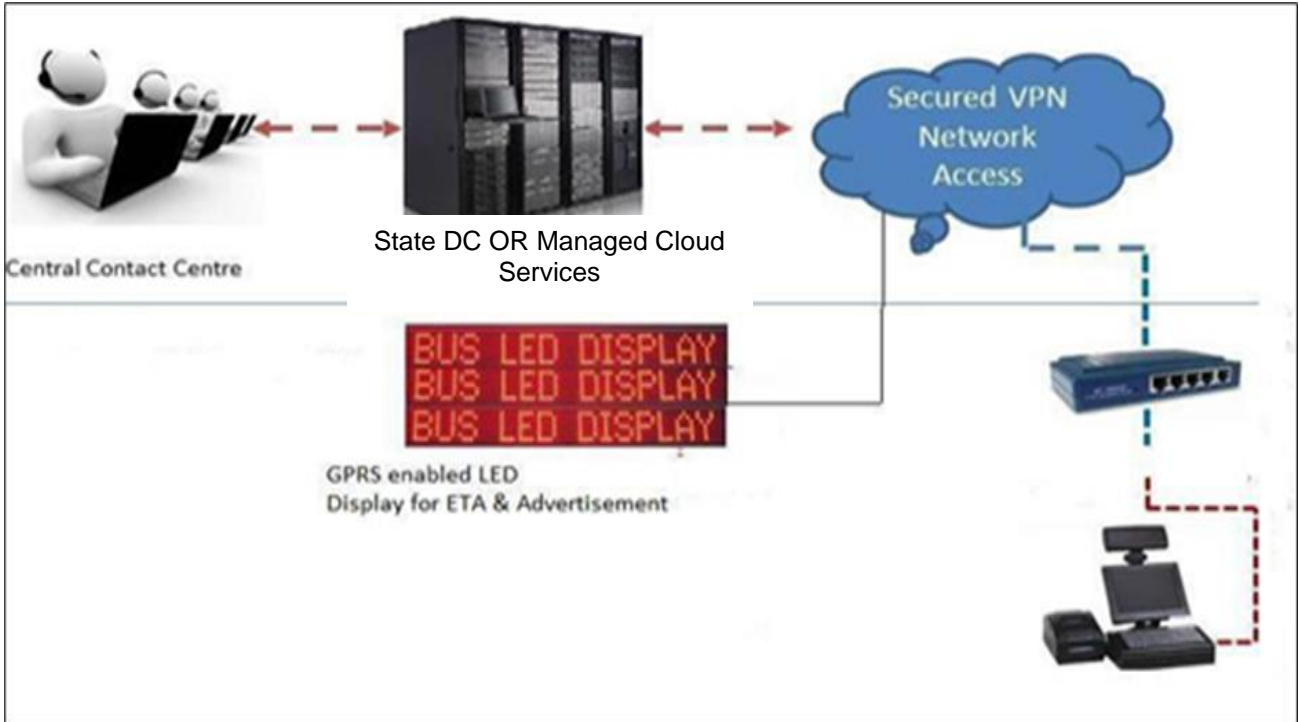 Secured VPN
Network
Access
State DC OR Managed Cloud
Services
Central Contact Centre
BUS LED DISPLAY
BUS LED DISPLAY
BUS LED DISPLAY
GPRS enabled LED
Display for ETA & Advertisement